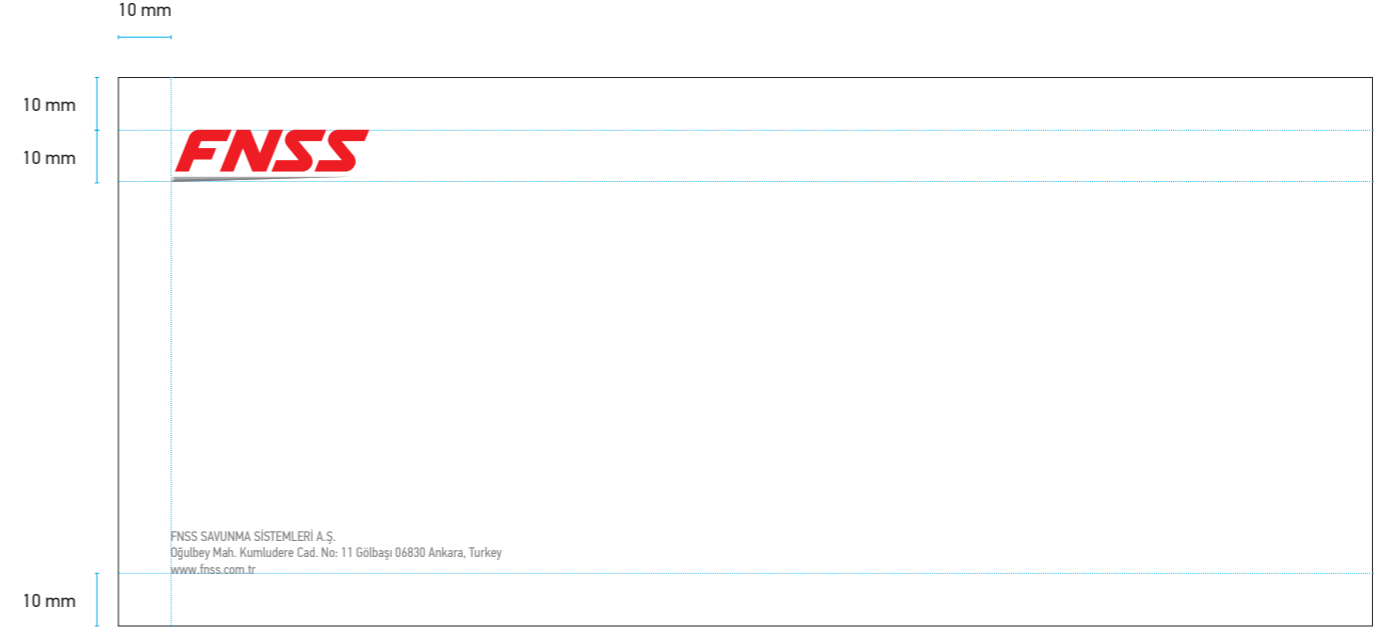 10 mm
10 mm
10 mm
FNSS
FNSS SAVUNMA SİSTEMLERİ A.Ş.
Oğulbey Mah. Kumludere Cad. No: 11 Gölbaşı 06830 Ankara, Turkey
www.fnss.com.tr
10 mm